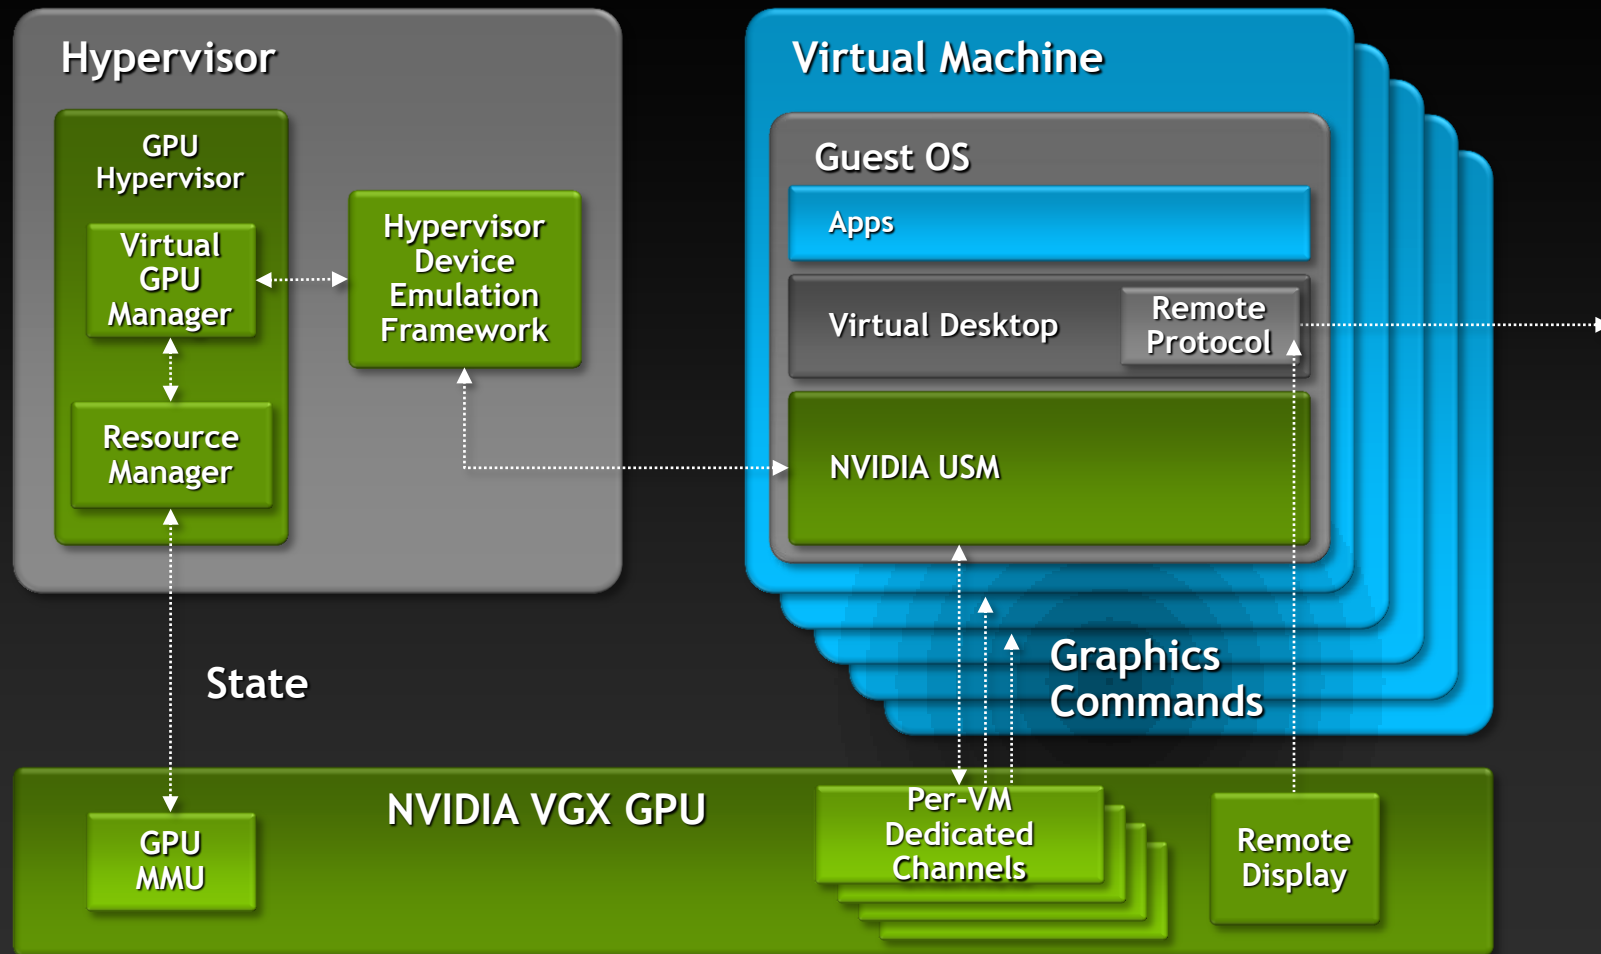 Hypervisor
GPU
Hypervisor
Virtual
GPU
Manager
Resource
Manager
Hypervisor
Device
Emulation
Framework
Virtual Machine
Guest OS
Apps
Virtual Desktop
Remote
Protocol
NVIDIA USM
State
Graphics
Commands
NVIDIA VGX GPU
GPU
MMU
Per-VM
Dedicated
Channels
Remote
Display